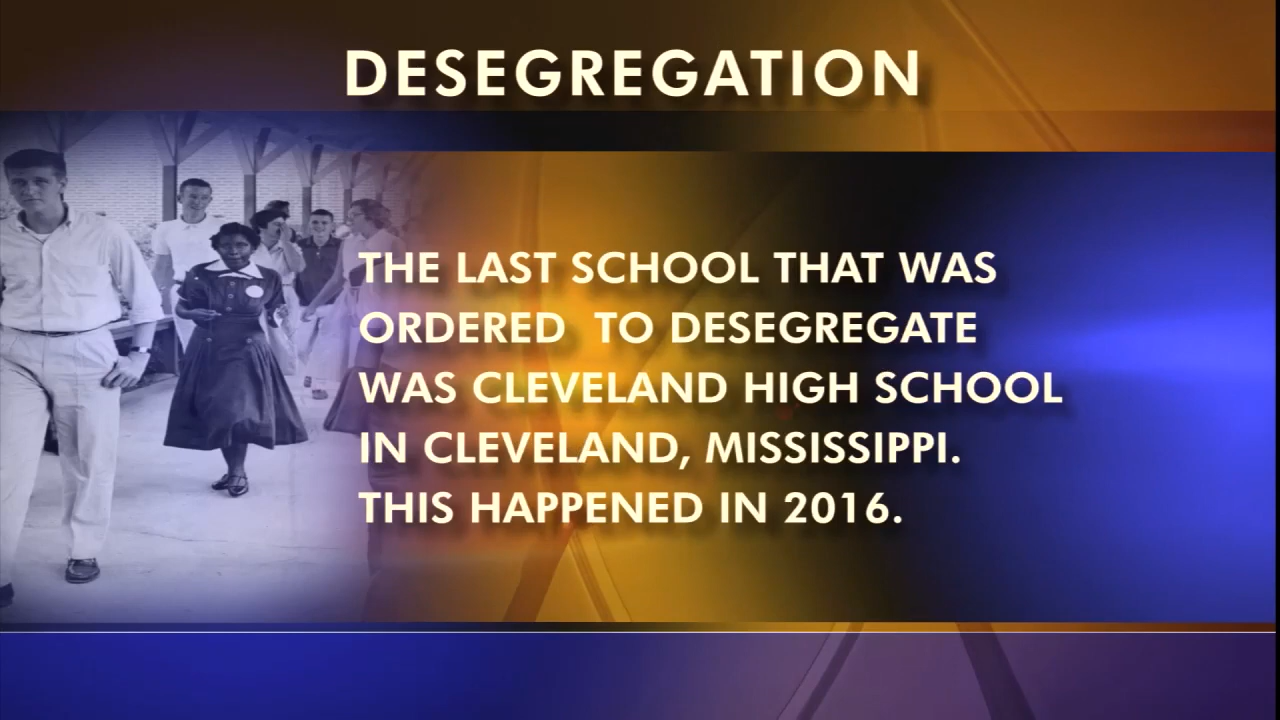 DESEGREGATION
THE LAST SCHOOL THAT WAS
ORDERED TO DESEGREGATE
WAS CLEVELAND HIGH SCHOOL
IN CLEVELAND, MISSISSIPPI.
THIS HAPPENED IN 2016.